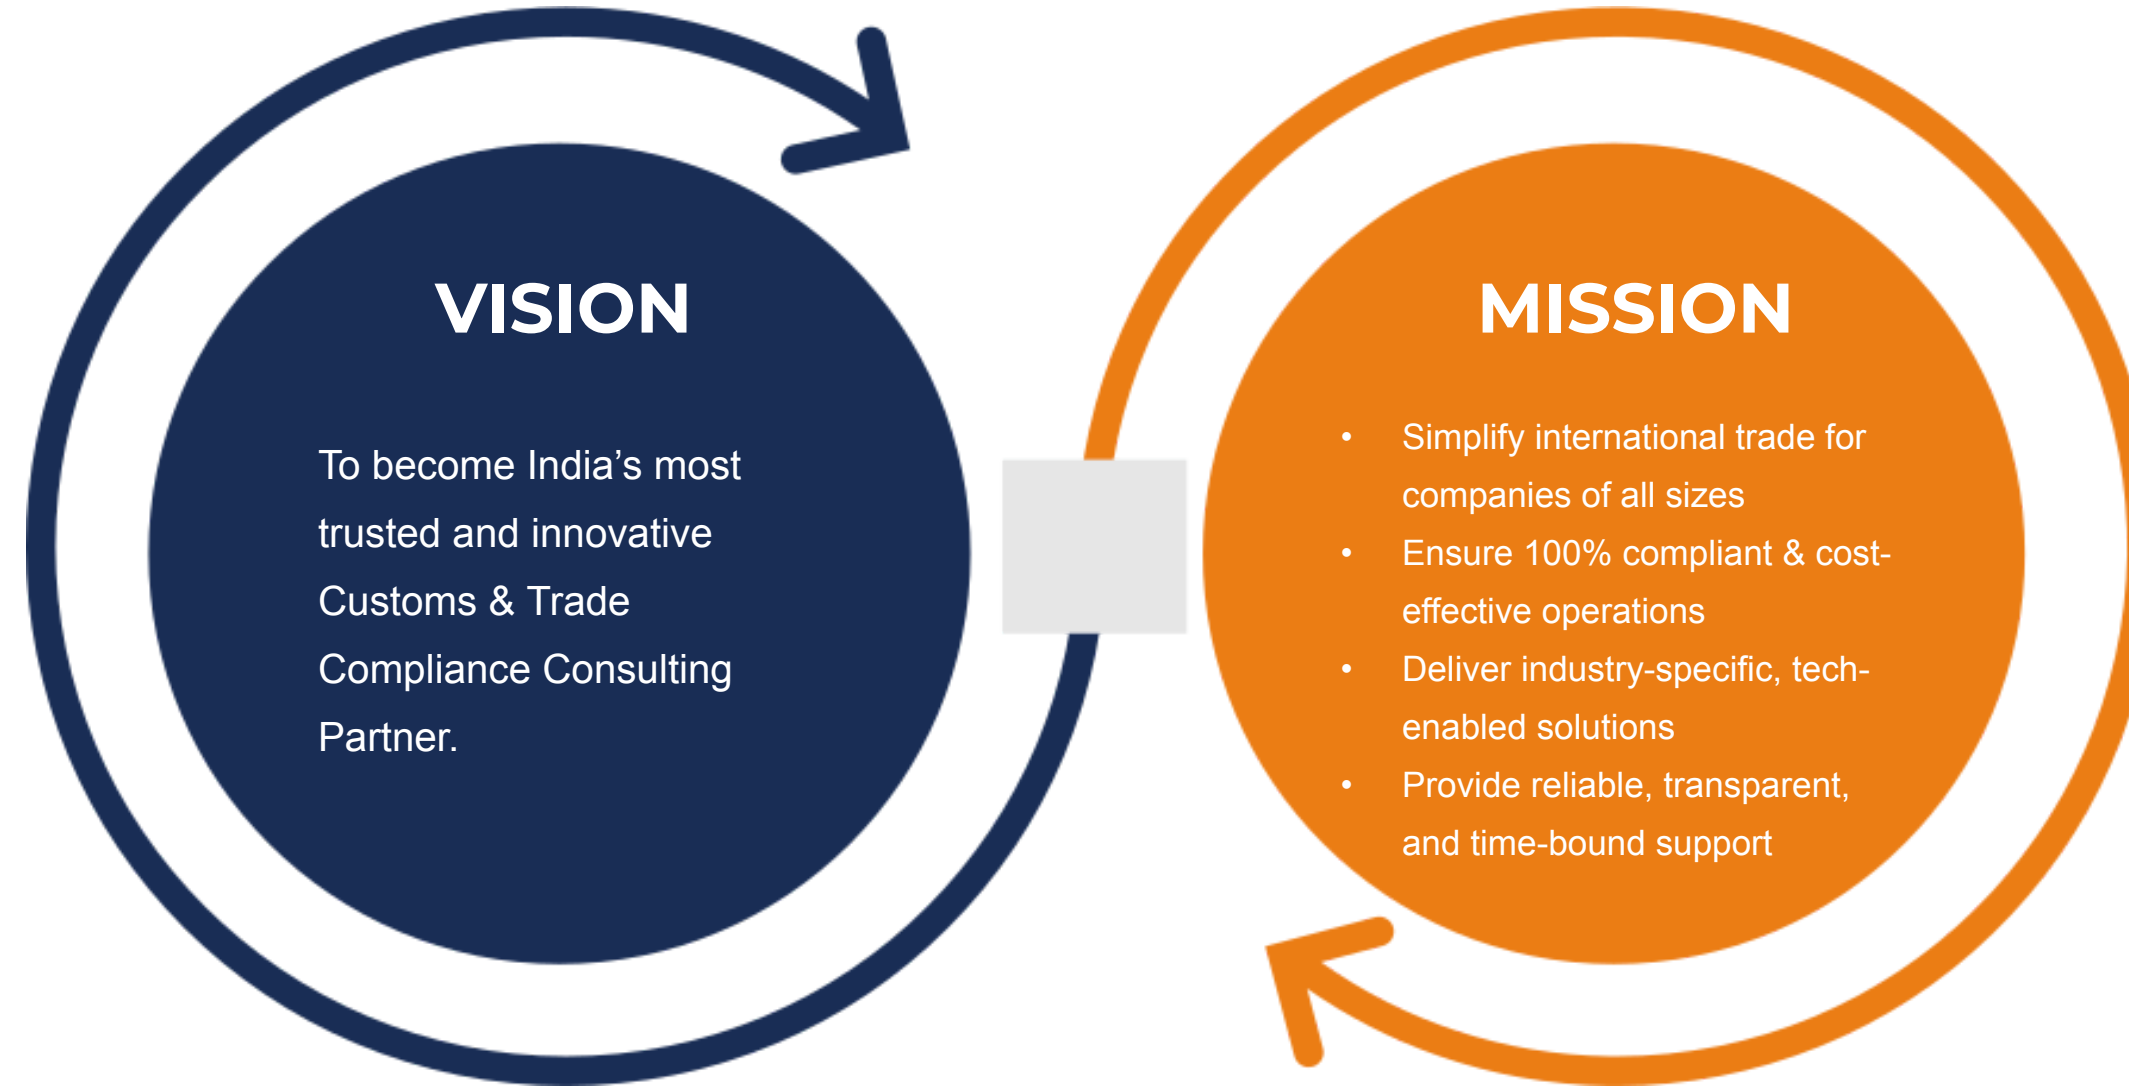 VISION
To become India’s most
trusted and innovative
Customs & Trade
Compliance Consulting
Partner.
MISSION
• Simplify international trade for
companies of all sizes
• Ensure 100% compliant & cost-
effective operations
• Deliver industry-specific, tech-
enabled solutions
• Provide reliable, transparent,
and time-bound support